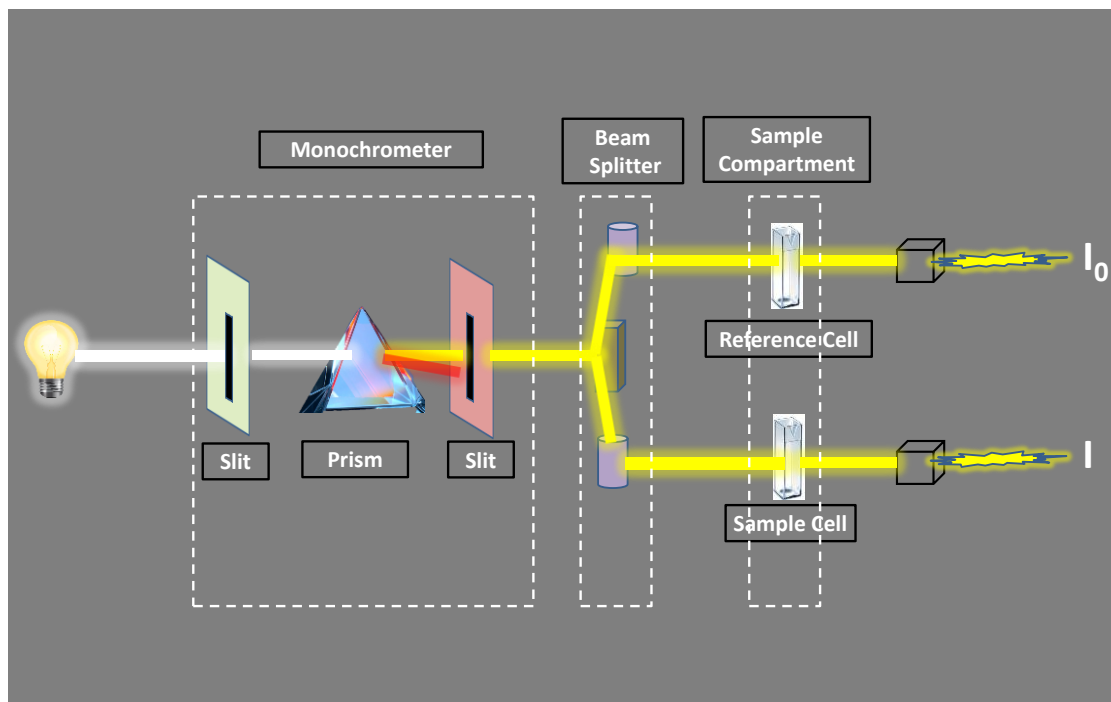 Monochrometer
Beam
Splitter
Sample
Compartment
I₀
Reference Cell
Slit
Prism
Slit
I
Sample Cell